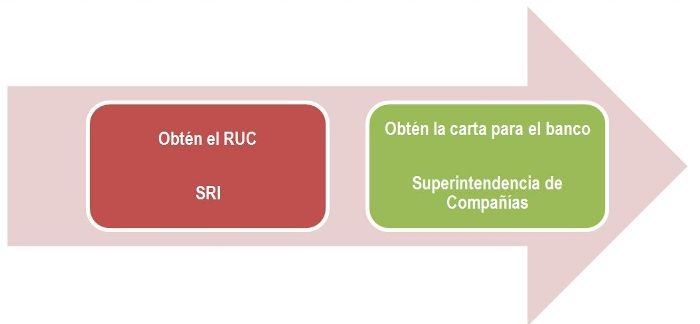 Obtén el RUC
SRI
Obtén la carta para el banco
Superintendencia de
Compañías